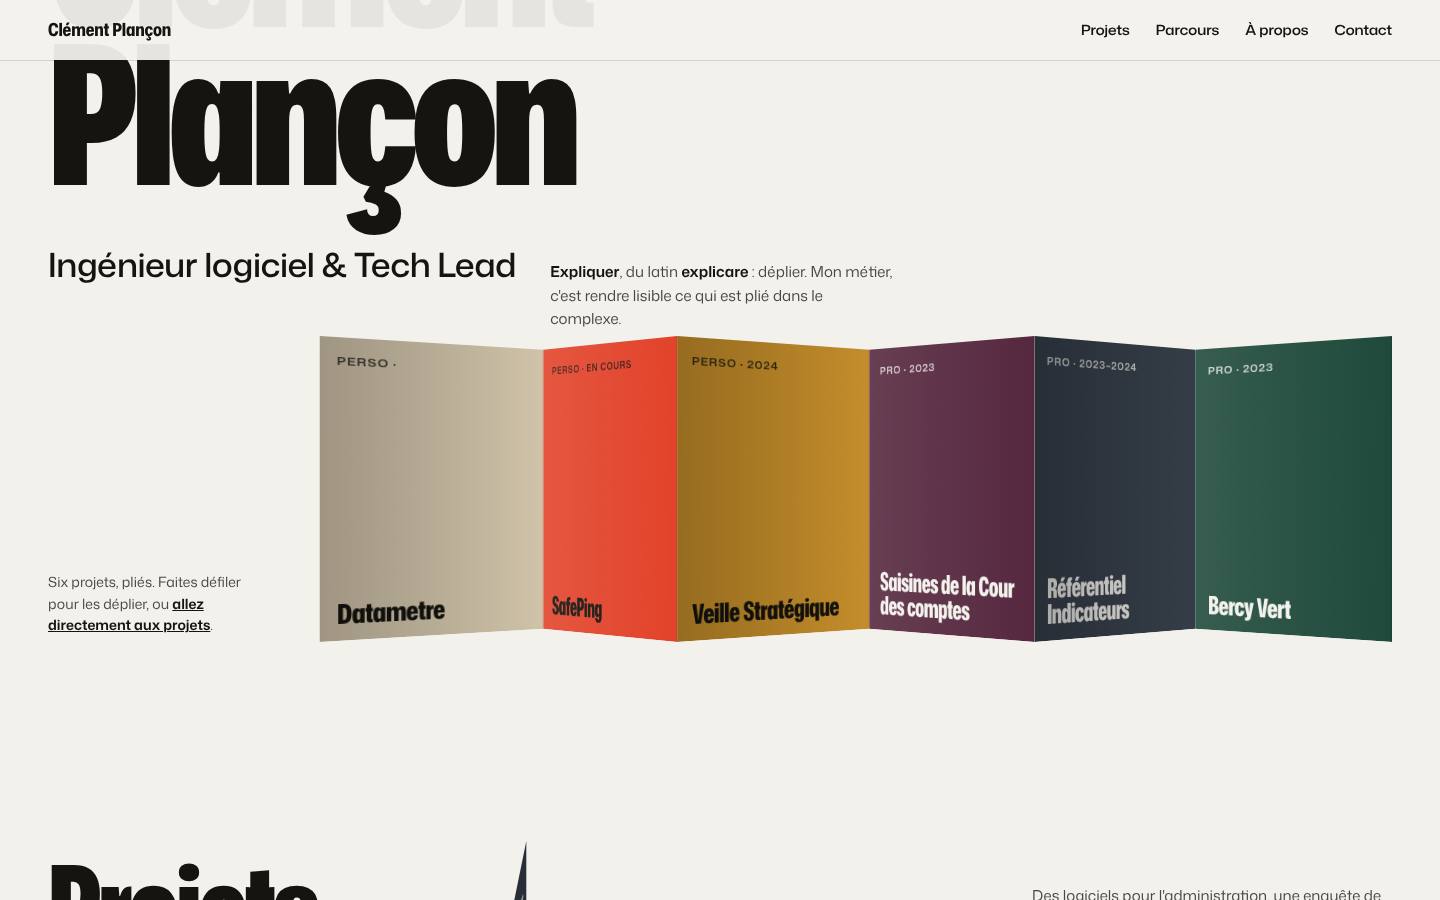 Clément
Clément Plançon
Projets
Parcours
À propos
Contact
Plançon
Ingénieur logiciel & Tech Lead
Expliquer, du latin explicare : déplier. Mon métier,
c'est rendre lisible ce qui est plié dans le
complexe.
PERSO ·
PERSO · EN COURS
PERSO · 2024
PRO · 2023
PRO · 2023–2024
PRO · 2023
Datametre
SafePing
Veille Stratégique
Saisines de la Cour
des comptes
Référentiel
Indicateurs
Bercy Vert
Six projets, pliés. Faites défiler
pour les déplier, ou allez
directement aux projets.
Projets
Des logiciels pour l'administration, une enquête de